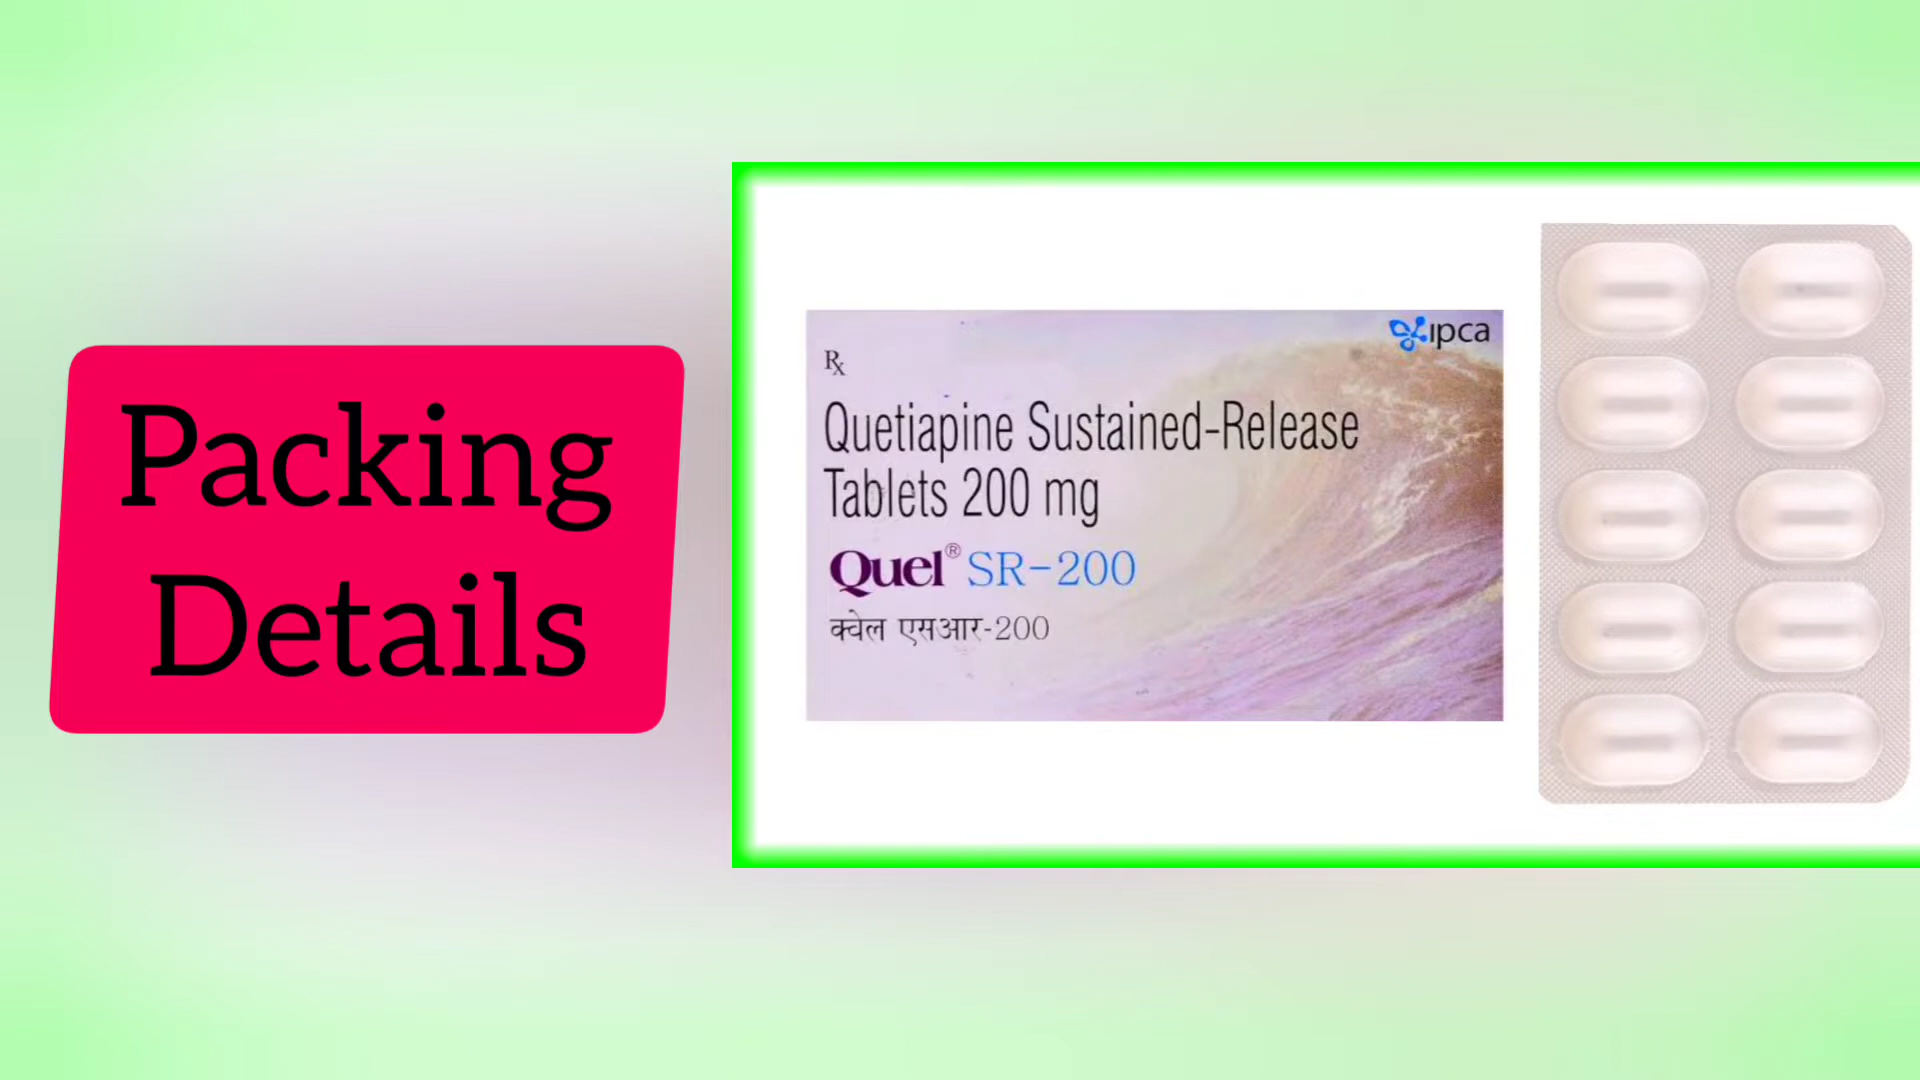 Packing
Details
ipca
Rx
Quetiapine Sustained-Release
Tablets 200 mg
Quel® SR-200
क्वेल एसआर-200